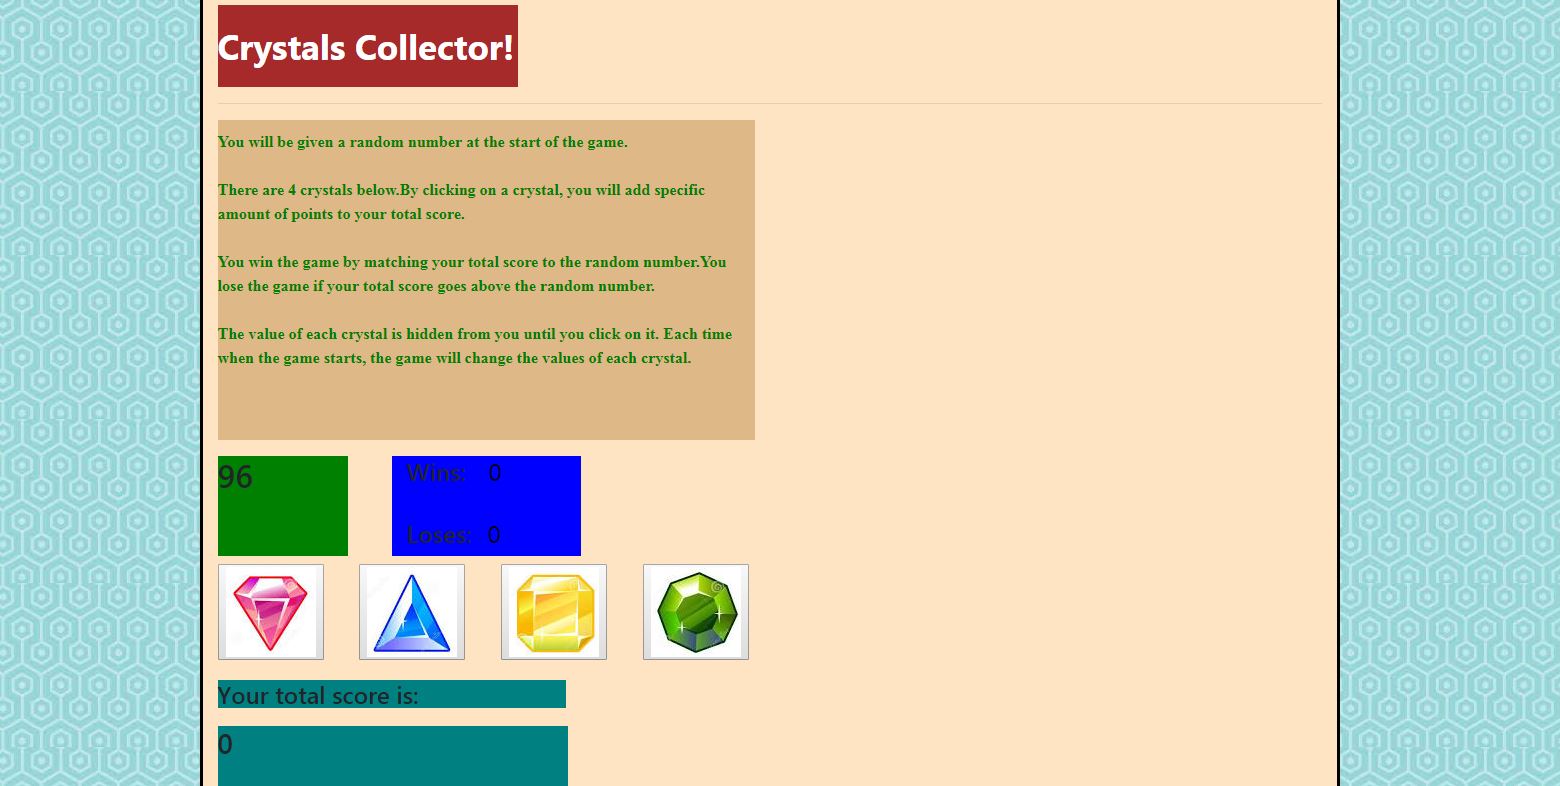 Crystals Collector!
You will be given a random number at the start of the game.
There are 4 crystals below.By clicking on a crystal, you will add specific
amount of points to your total score.
You win the game by matching your total score to the random number.You
lose the game if your total score goes above the random number.
The value of each crystal is hidden from you until you click on it. Each time
when the game starts, the game will change the values of each crystal.
96
Wins: 0
Loses: 0
Your total score is:
0